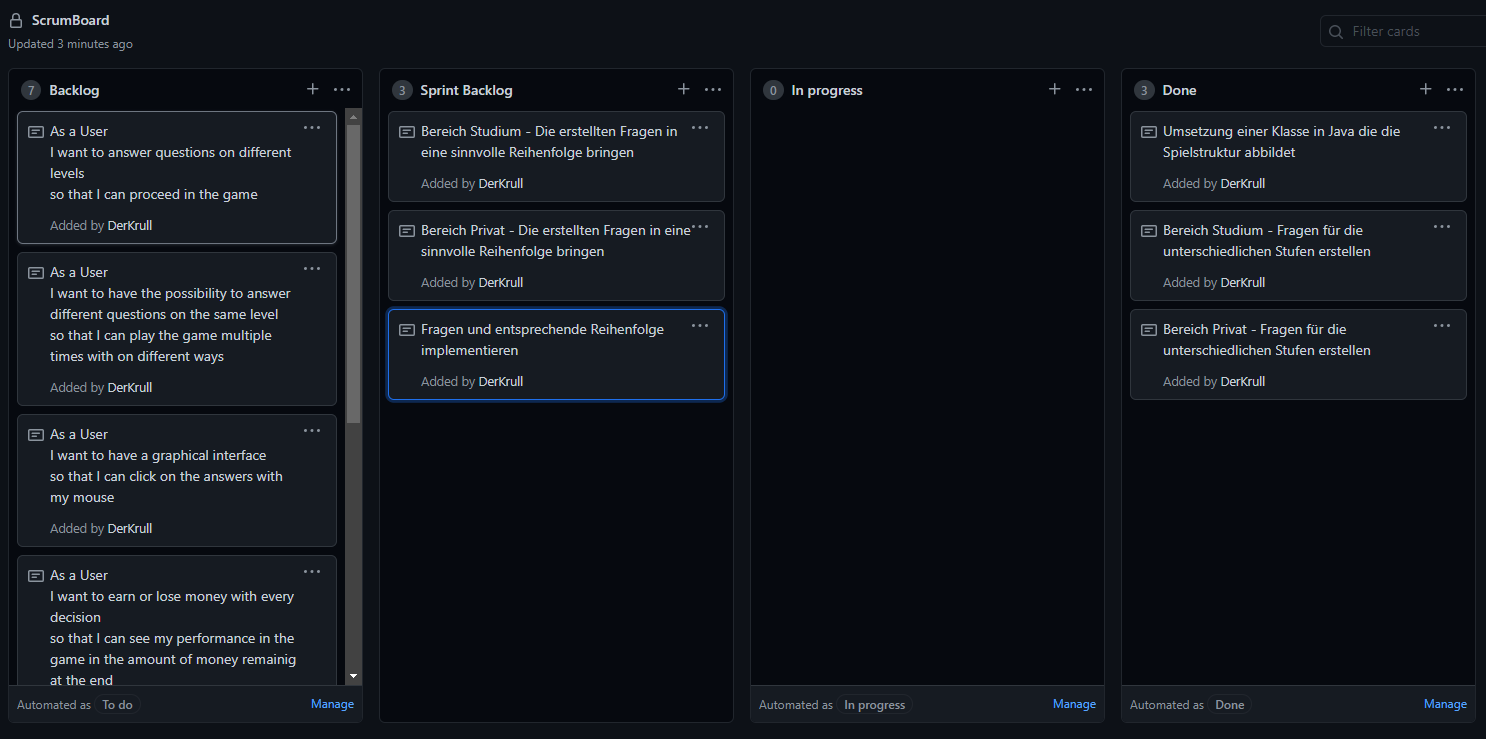 ScrumBoard
Updated 3 minutes ago
Filter cards
7 Backlog
As a User
I want to answer questions on different
levels
so that I can proceed in the game
Added by DerKrull
As a User
I want to have the possibility to answer
different questions on the same level
so that I can play the game multiple
times with on different ways
Added by DerKrull
As a User
I want to have a graphical interface
so that I can click on the answers with
my mouse
Added by DerKrull
As a User
I want to earn or lose money with every
decision
so that I can see my performance in the
game in the amount of money remainig
at the end
Automated as To do
Manage
3 Sprint Backlog
Bereich Studium - Die erstellten Fragen in
eine sinnvolle Reihenfolge bringen
Added by DerKrull
Bereich Privat - Die erstellten Fragen in eine
sinnvolle Reihenfolge bringen
Added by DerKrull
Fragen und entsprechende Reihenfolge
implementieren
Added by DerKrull
0 In progress
Automated as In progress
Manage
3 Done
Umsetzung einer Klasse in Java die die
Spielstruktur abbildet
Added by DerKrull
Bereich Studium - Fragen für die
unterschiedlichen Stufen erstellen
Added by DerKrull
Bereich Privat - Fragen für die
unterschiedlichen Stufen erstellen
Added by DerKrull
Automated as Done
Manage